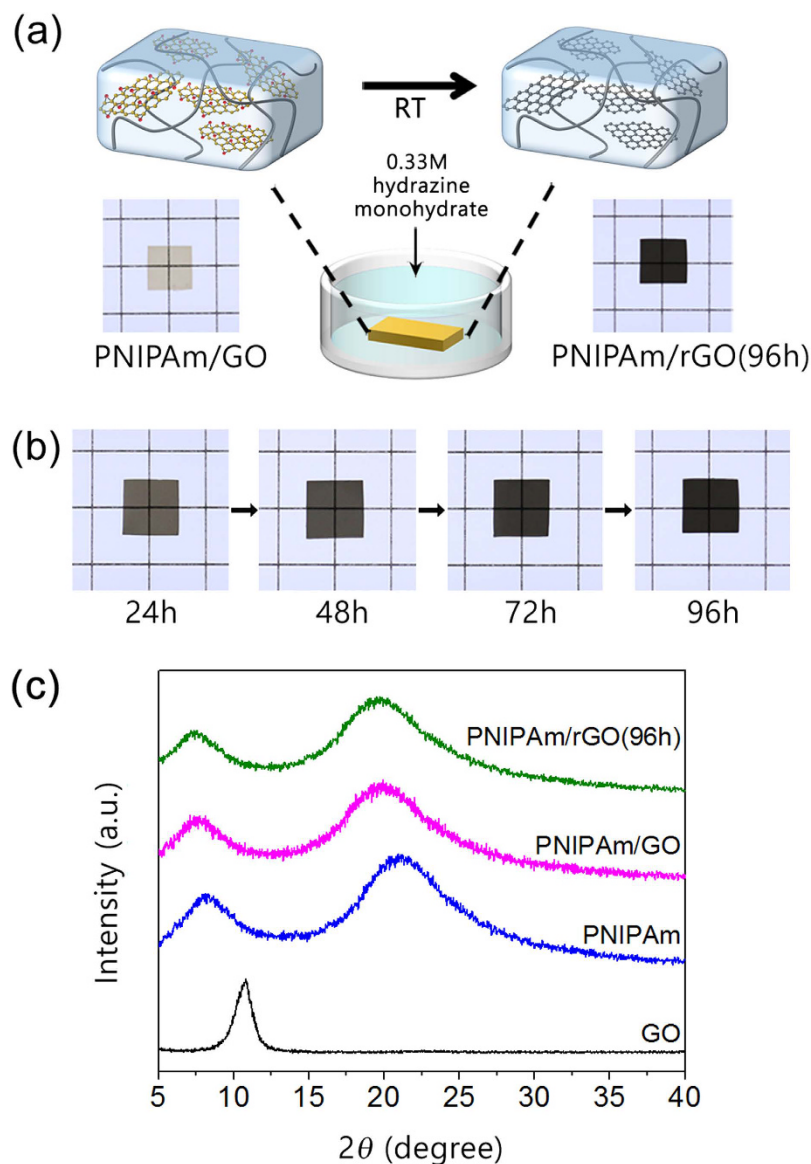 (a)
RT
0.33M
hydrazine
monohydrate
PNIPAm/GO
PNIPAm/rGO(96h)
(b)
24h
48h
72h
96h
(c)
PNIPAm/rGO(96h)
PNIPAm/GO
PNIPAm
GO
Intensity (a.u.)
5 10 15 20 25 30 35 40
2θ (degree)